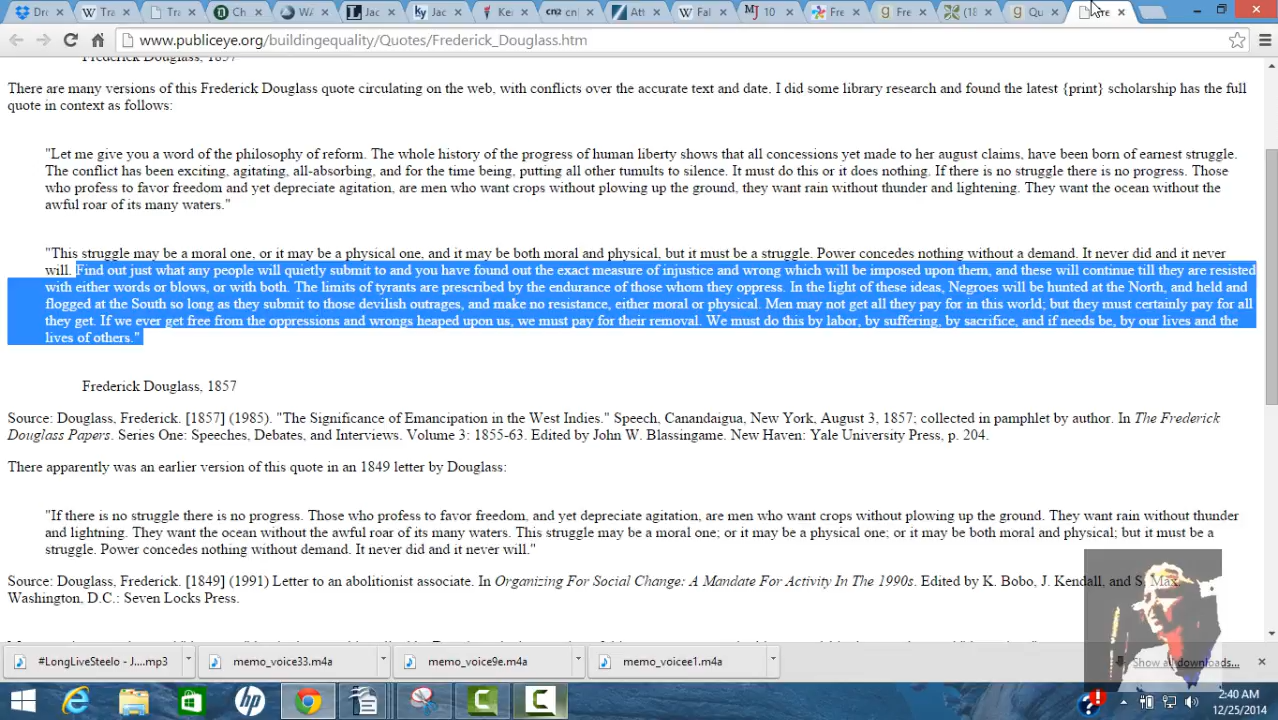 Dro
W
Tra
Tra
Ch
WA
Jac
Jac
Ke
cn
Att
Fal
10
Fre
Fre
(18
Qu
www.publiceye.org/buildingequality/Quotes/Frederick_Douglass.htm
Frederick Douglass, 1857
There are many versions of this Frederick Douglass quote circulating on the web, with conflicts over the accurate text and date. I did some library research and found the latest {print} scholarship has the full
quote in context as follows:
"Let me give you a word of the philosophy of reform. The whole history of the progress of human liberty shows that all concessions yet made to her august claims, have been born of earnest struggle.
The conflict has been exciting, agitating, all-absorbing, and for the time being, putting all other tumults to silence. It must do this or it does nothing. If there is no struggle there is no progress. Those
who profess to favor freedom and yet depreciate agitation, are men who want crops without plowing up the ground, they want rain without thunder and lightning. They want the ocean without the
awful roar of its many waters."
"This struggle may be a moral one, or it may be a physical one, and it may be both moral and physical, but it must be a struggle. Power concedes nothing without a demand. It never did and it never
will. Find out just what any people will quietly submit to and you have found out the exact measure of injustice and wrong which will be imposed upon them, and these will continue till they are resisted
with either words or blows, or with both. The limits of tyrants are prescribed by the endurance of those whom they oppress. In the light of these ideas, Negroes will be hunted at the North, and held and
flogged at the South so long as they submit to those devilish outrages, and make no resistance, either moral or physical. Men may not get all they pay for in this world; but they must certainly pay for all
they get. If we ever get free from the oppressions and wrongs heaped upon us, we must pay for their removal. We must do this by labor, by suffering, by sacrifice, and if needs be, by our lives and the
lives of others."
Frederick Douglass, 1857
Source: Douglass, Frederick. [1857] (1985). "The Significance of Emancipation in the West Indies." Speech, Canandaigua, New York, August 3, 1857; collected in pamphlet by author. In The Frederick
Douglass Papers. Series One: Speeches, Debates, and Interviews. Volume 3: 1855-63. Edited by John W. Blassingame. New Haven: Yale University Press, p. 204.
There apparently was an earlier version of this quote in an 1849 letter by Douglass:
"If there is no struggle there is no progress. Those who profess to favor freedom, and yet depreciate agitation, are men who want crops without plowing up the ground. They want rain without thunder
and lightning. They want the ocean without the awful roar of its many waters. This struggle may be a moral one; or it may be a physical one; or it may be both moral and physical; but it must be a
struggle. Power concedes nothing without demand. It never did and it never will."
Source: Douglass, Frederick. [1849] (1991) Letter to an abolitionist associate. In Organizing For Social Change: A Mandate For Activity In The 1990s. Edited by K. Bobo, J. Kendall, and S. Max.
Washington, D.C.: Seven Locks Press.
#LongLiveSteelo - J....mp3
memo_voice33.m4a
memo_voice9e.m4a
memo_voicee1.m4a
Show all downloads...
2:40 AM
12/25/2014